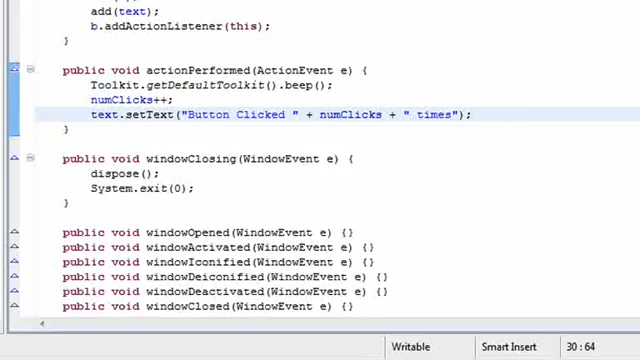 add(text);
b.addActionListener(this);
}
public void actionPerformed(ActionEvent e) {
Toolkit.getDefaultToolkit().beep();
numClicks++;
text.setText("Button Clicked " + numClicks + " times");
}
public void windowClosing(WindowEvent e) {
dispose();
System.exit(0);
}
public void windowOpened(WindowEvent e) {}
public void windowActivated(WindowEvent e) {}
public void windowIconified(WindowEvent e) {}
public void windowDeiconified(WindowEvent e) {}
public void windowDeactivated(WindowEvent e) {}
public void windowClosed(WindowEvent e) {}
Writable Smart Insert 30 : 64